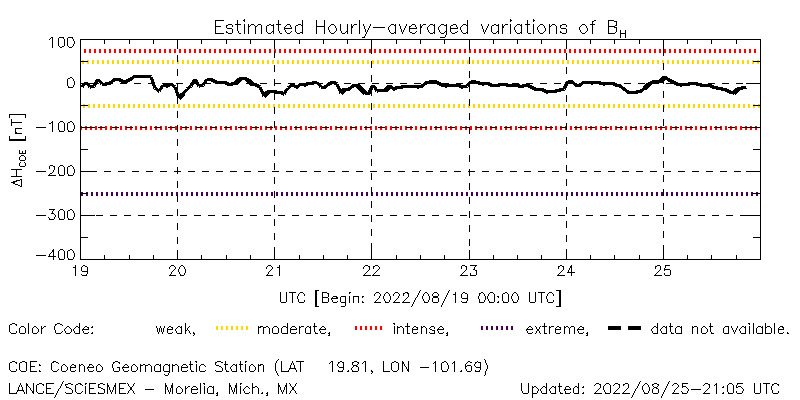 Estimated Hourly-averaged variations of BH
100
0
-100
-200
-300
-400
ΔHCOE [nT]
19 20 21 22 23 24 25
UTC [Begin: 2022/08/19 00:00 UTC]
Color Code: weak, moderate, intense, extreme, data not available.
COE: Coeneo Geomagnetic Station (LAT 19.81, LON -101.69)
LANCE/SCiESMEX - Morelia, Mich., MX Updated: 2022/08/25-21:05 UTC